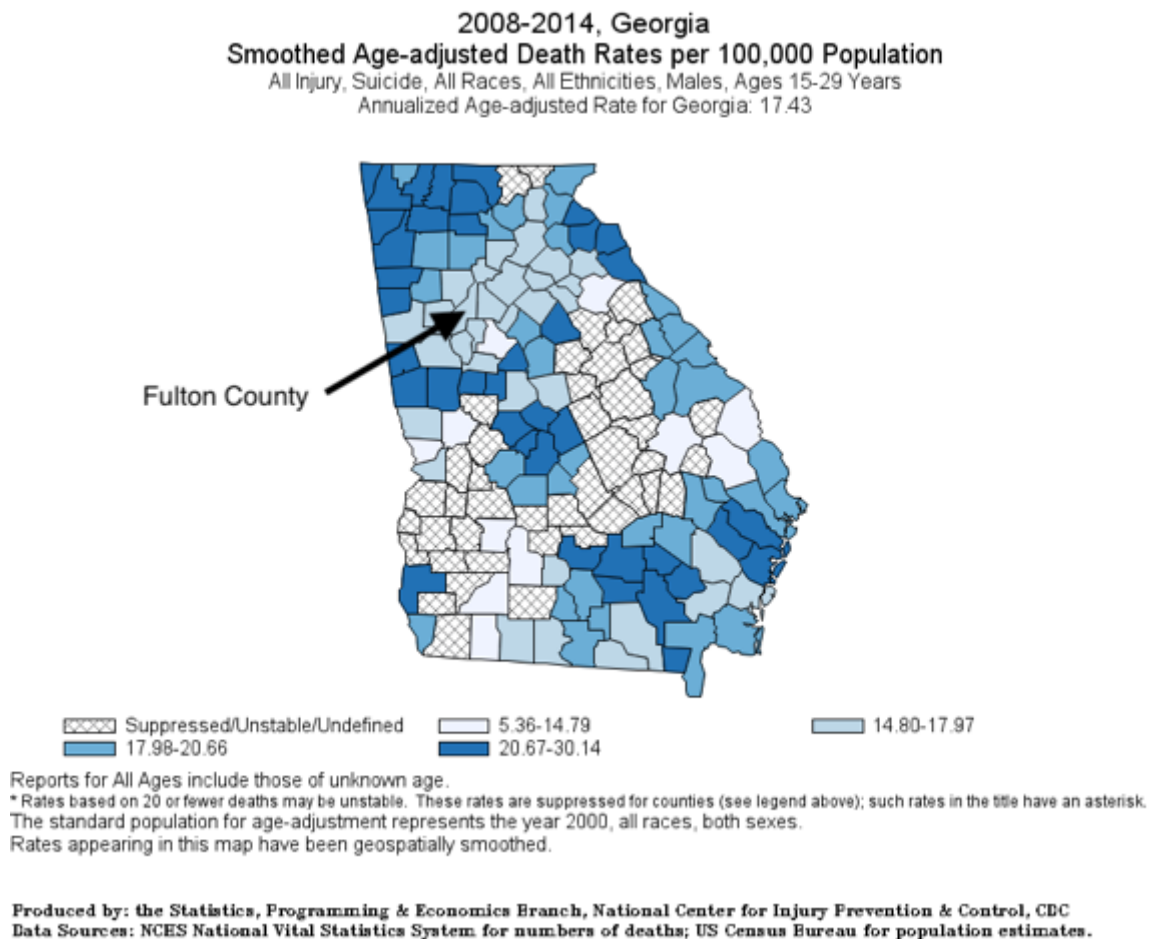 2008-2014, Georgia
Smoothed Age-adjusted Death Rates per 100,000 Population
All Injury, Suicide, All Races, All Ethnicities, Males, Ages 15-29 Years
Annualized Age-adjusted Rate for Georgia: 17.43
Fulton County
Suppressed/Unstable/Undefined 5.36-14.79 14.80-17.97
17.98-20.66 20.67-30.14
Reports for All Ages include those of unknown age.
* Rates based on 20 or fewer deaths may be unstable. These rates are suppressed for counties (see legend above); such rates in the title have an asterisk.
The standard population for age-adjustment represents the year 2000, all races, both sexes.
Rates appearing in this map have been geospatially smoothed.
Produced by: the Statistics, Programming & Economics Branch, National Center for Injury Prevention & Control, CDC
Data Sources: NCHS National Vital Statistics System for numbers of deaths; US Census Bureau for population estimates.